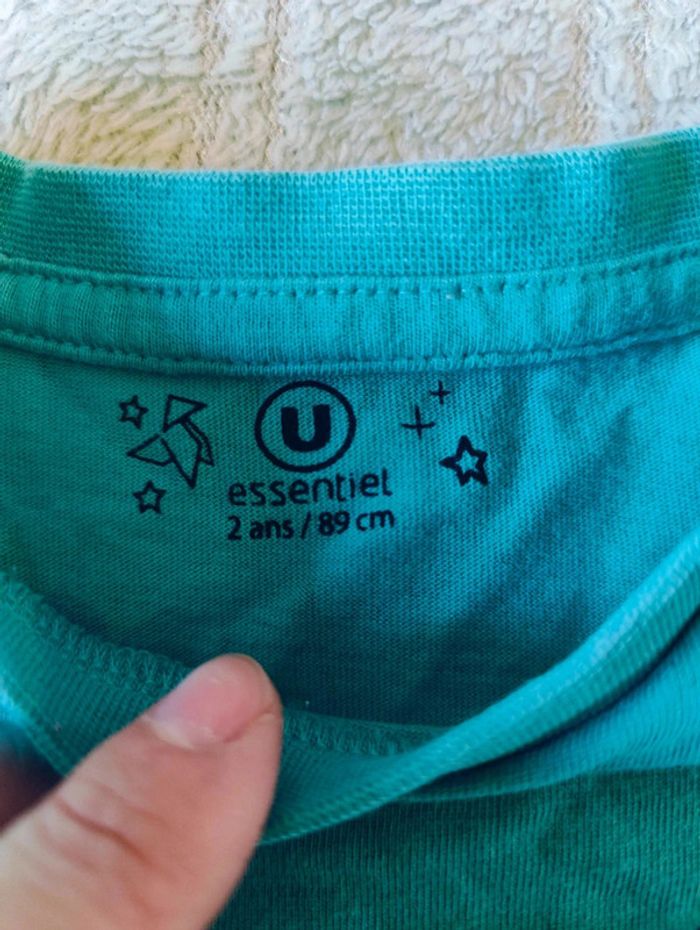 U
essentiel
2 ans / 89 cm